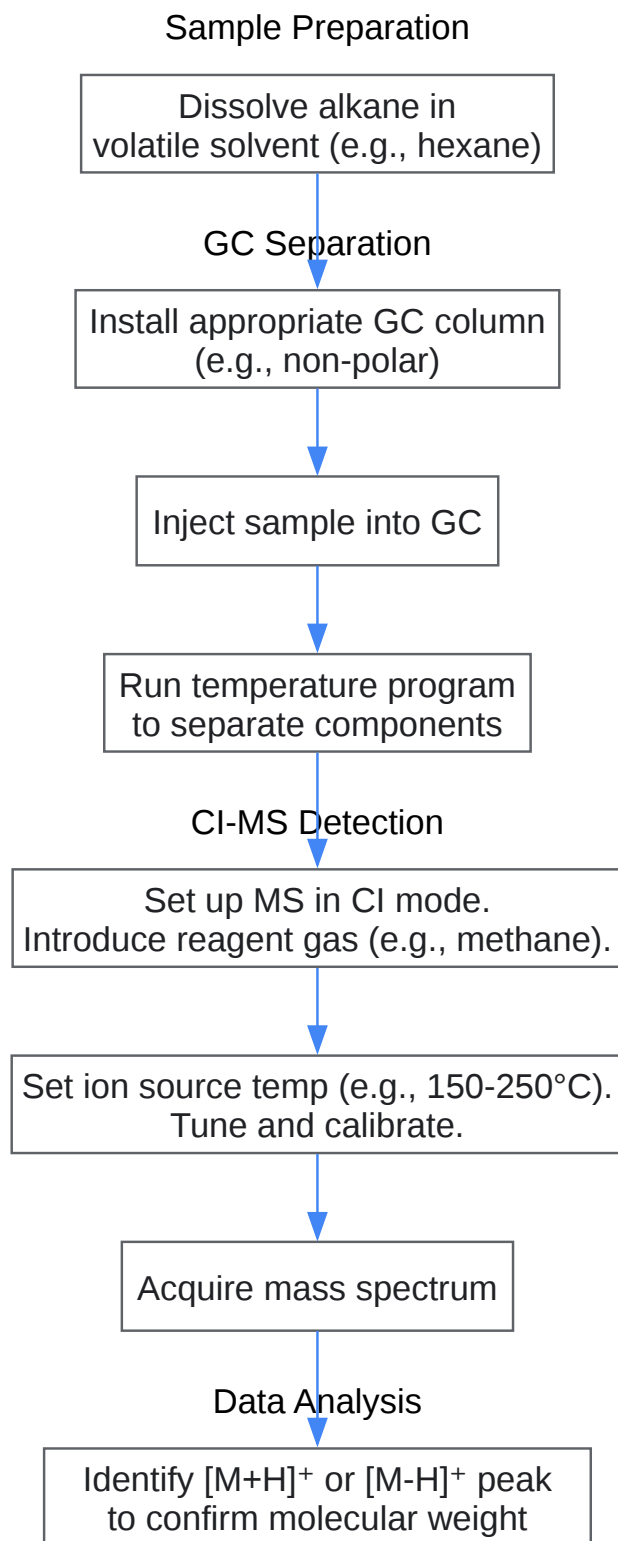 Sample Preparation
Dissolve alkane in
volatile solvent (e.g., hexane)
GC Separation
Install appropriate GC column
(e.g., non-polar)
Inject sample into GC
Run temperature program
to separate components
CI-MS Detection
Set up MS in CI mode.
Introduce reagent gas (e.g., methane).
Set ion source temp (e.g., 150-250°C).
Tune and calibrate.
Acquire mass spectrum
Data Analysis
Identify [M+H]⁺ or [M-H]⁺ peak
to confirm molecular weight